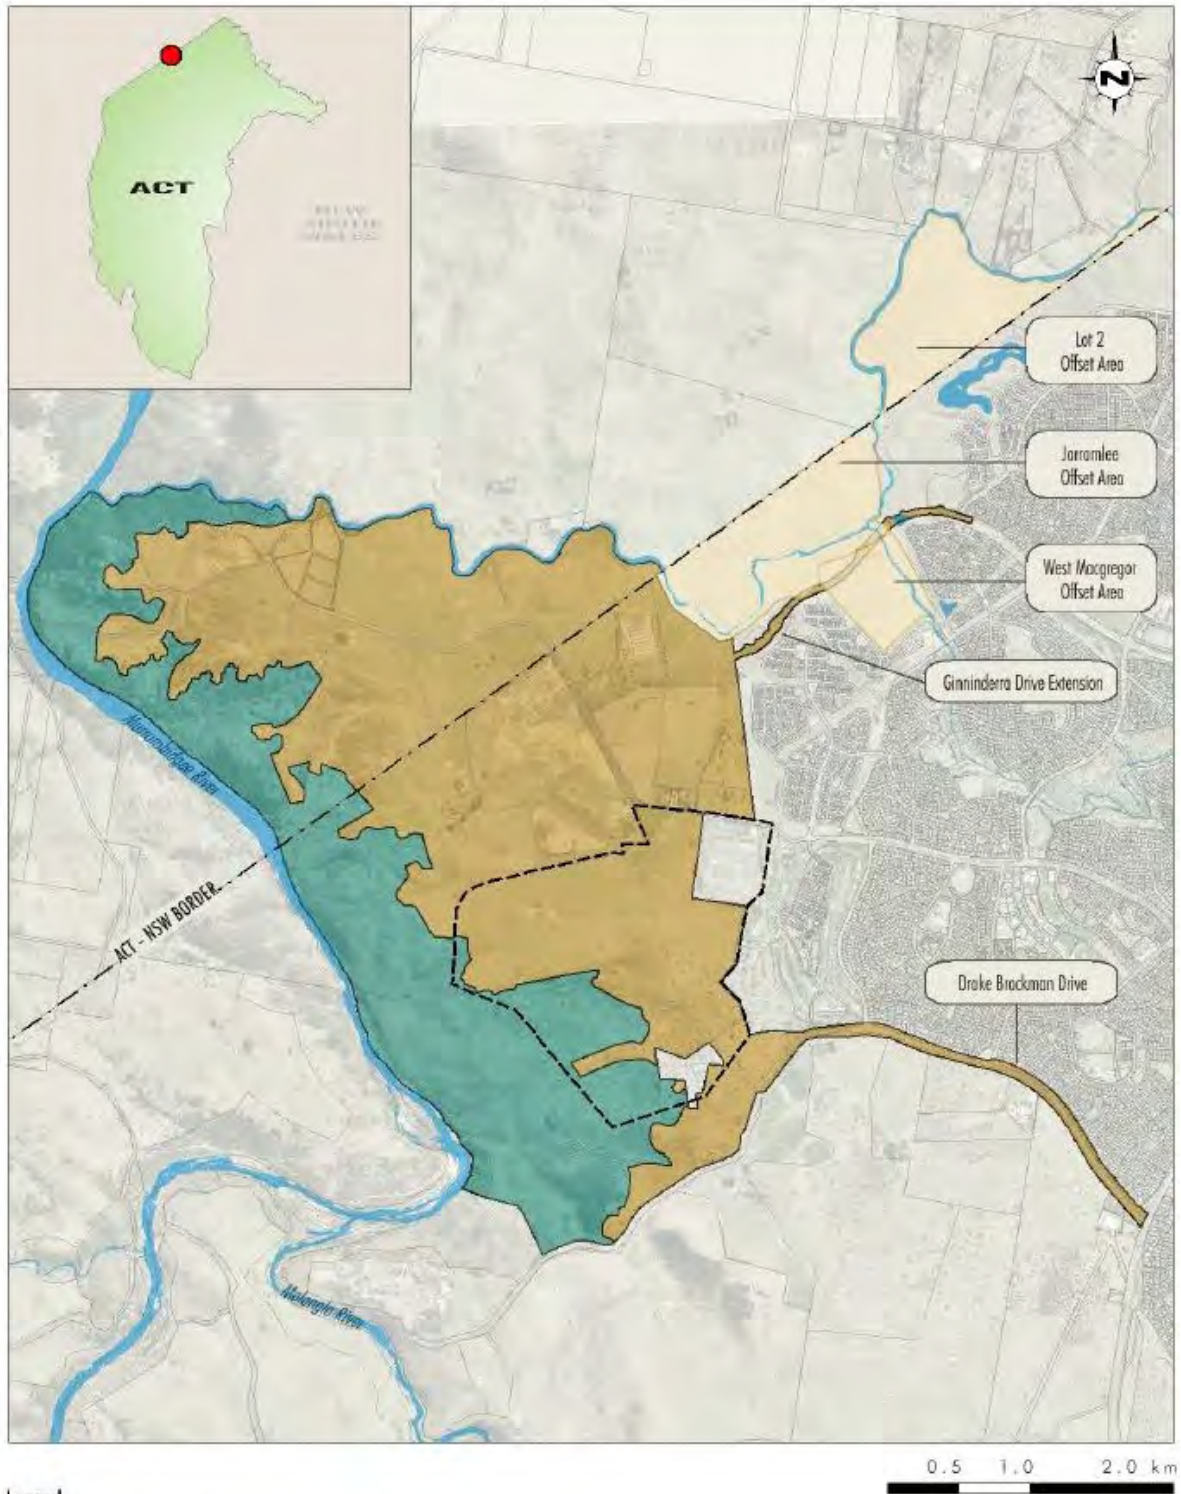 N
ACT
Lot 2
Offset Area
Jarramlee
Offset Area
West Macgregor
Offset Area
Ginninderra Drive Extension
Murrumbidgee River
ACT - NSW BORDER
Drake Brockman Drive
Molonglo River
0.5 1.0 2.0 km